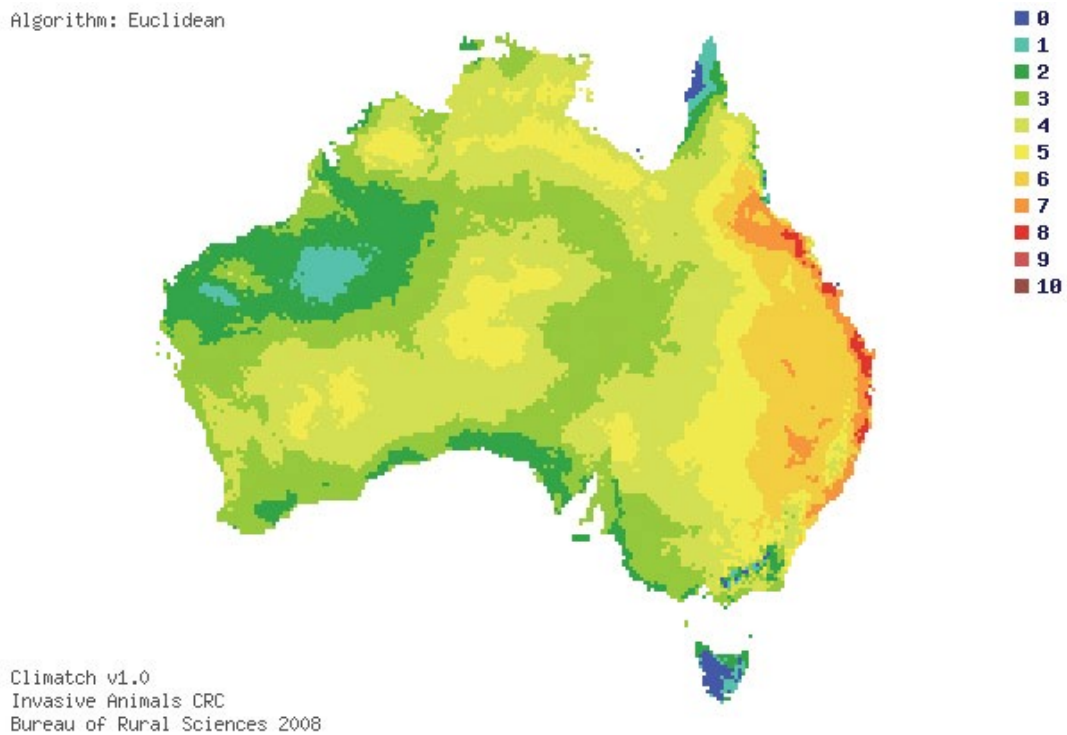 Algorithm: Euclidean
0
1
2
3
4
5
6
7
8
9
10
Climatch v1.0
Invasive Animals CRC
Bureau of Rural Sciences 2008